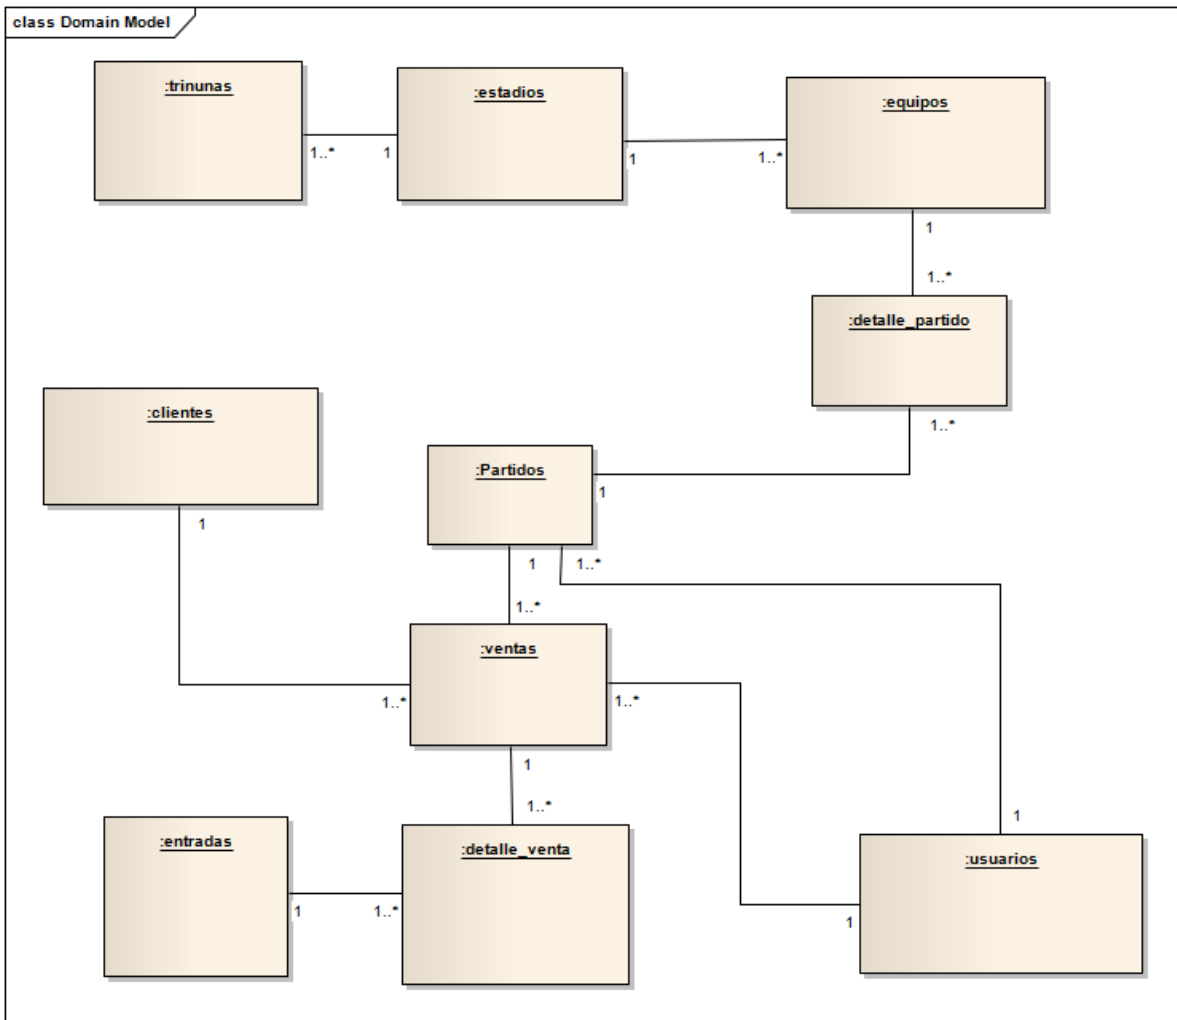 class Domain Model
:trinunas
:estadios
:equipos
1..*
1
1
1..*
1
1..*
:detalle_partido
1..*
:clientes
1
:Partidos
1
1
1..*
1..*
:ventas
1..*
1..*
1
1..*
1
:entradas
1
1..*
:detalle_venta
:usuarios
1